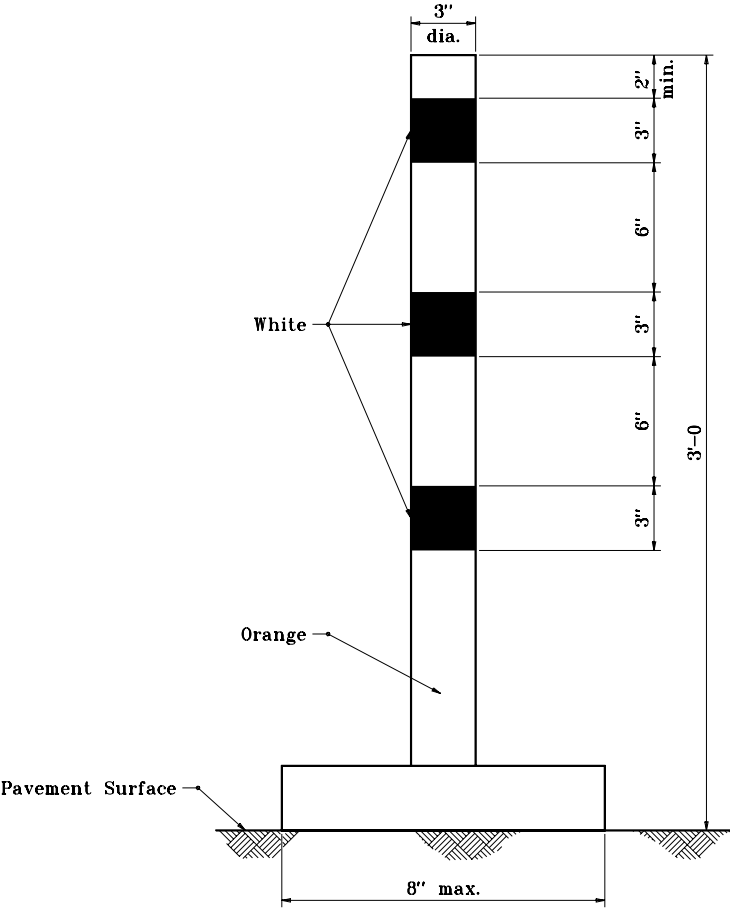 3"
dia.
2"
min.
3"
6"
White
3"
6"
3'-0
3"
Orange
Pavement Surface
8" max.